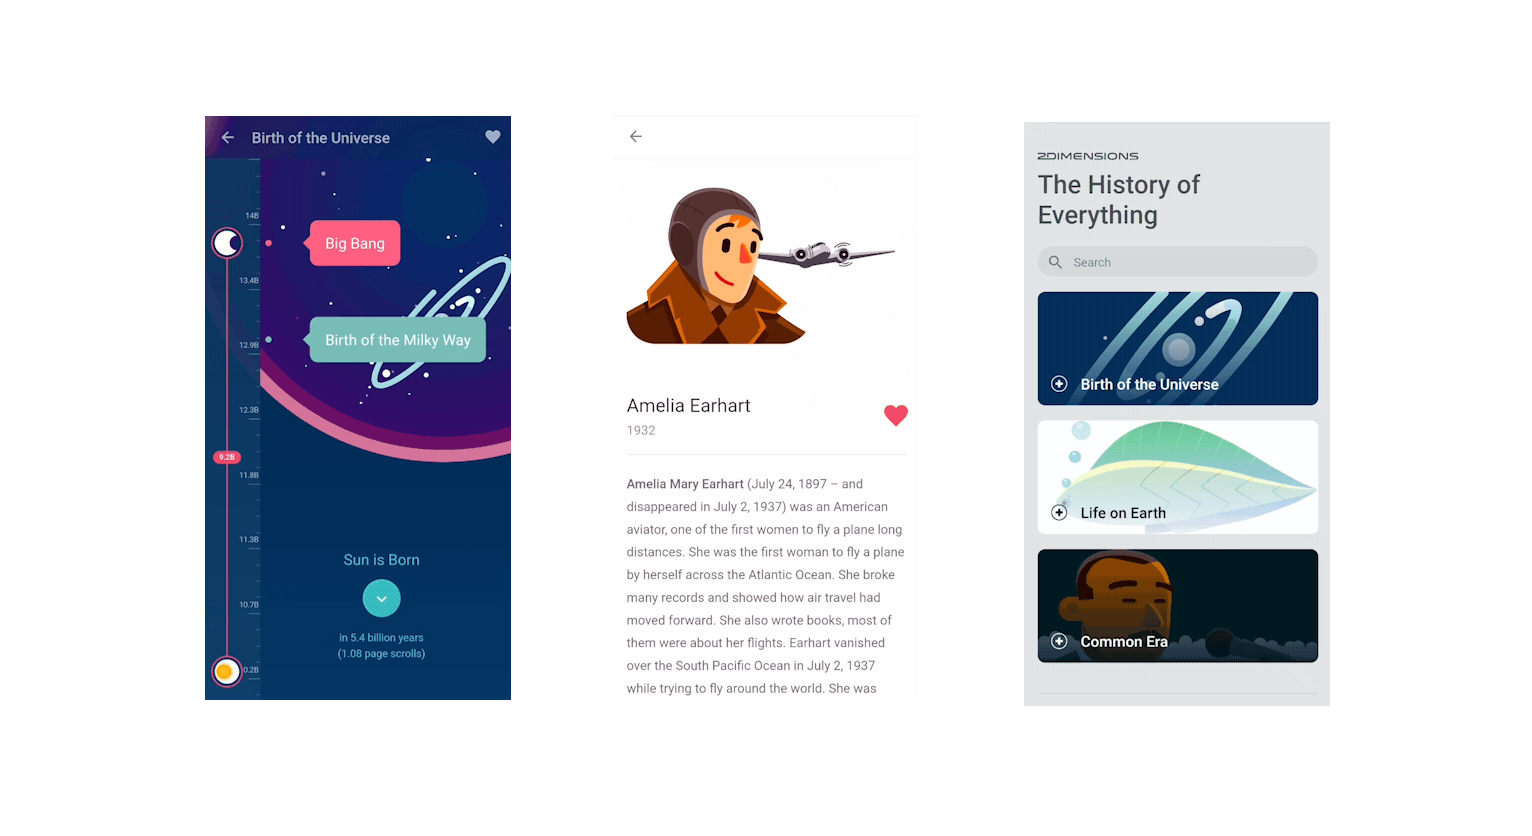 Birth of the Universe
14B
Big Bang
13.4B
12.9B
Birth of the Milky Way
12.3B
9.2B
11.8B
11.3B
Sun is Born
10.7B
in 5.4 billion years
(1.08 page scrolls)
0.2B
Amelia Earhart
1932
Amelia Mary Earhart (July 24, 1897 – and
disappeared in July 2, 1937) was an American
aviator, one of the first women to fly a plane long
distances. She was the first woman to fly a plane
by herself across the Atlantic Ocean. She broke
many records and showed how air travel had
moved forward. She also wrote books, most of
them were about her flights. Earhart vanished
over the South Pacific Ocean in July 2, 1937
while trying to fly around the world. She was
2DIMENSIONS
The History of
Everything
Search
Birth of the Universe
Life on Earth
Common Era